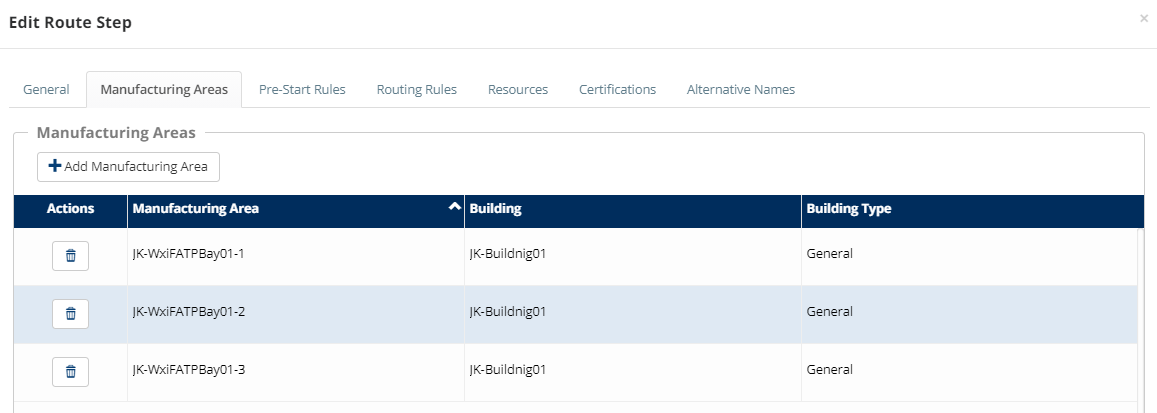 Edit Route Step
×
General Manufacturing Areas Pre-Start Rules Routing Rules Resources Certifications Alternative Names
Manufacturing Areas
Add Manufacturing Area
Actions Manufacturing Area Building Building Type
JK-WxiFATPBay01-1 JK-Buildnig01 General
JK-WxiFATPBay01-2 JK-Buildnig01 General
JK-WxiFATPBay01-3 JK-Buildnig01 General